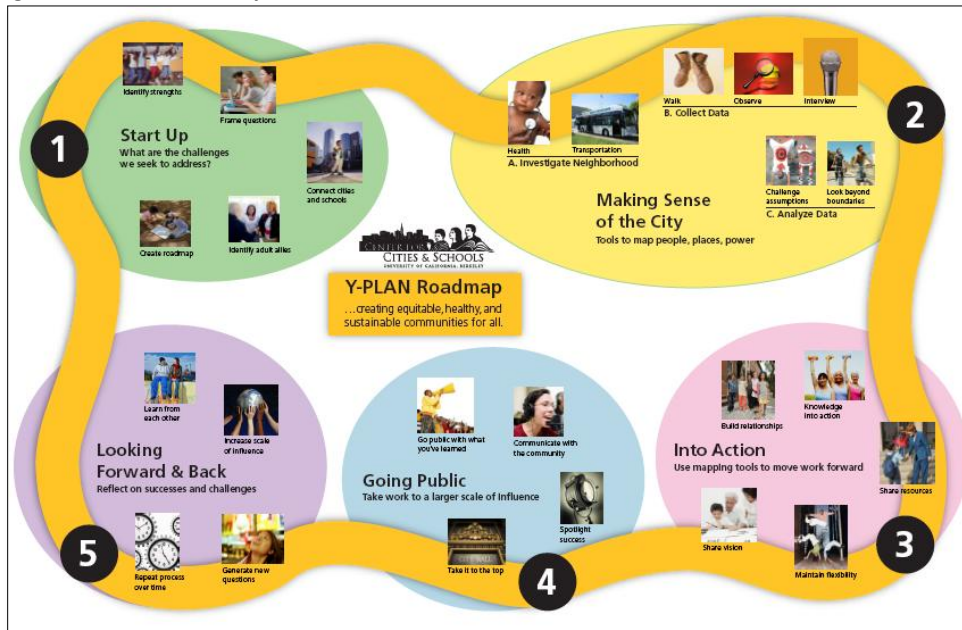 1
Identify strengths
Frame questions
Start Up
What are the challenges
we seek to address?
Connect cities
and schools
Create roadmap
Identify adult allies
2
Health
Transportation
A. Investigate Neighborhood
Walk
Observe
Interview
B. Collect Data
Challenge
assumptions
Look beyond
boundaries
C. Analyze Data
Making Sense
of the City
Tools to map people, places, power
CENTER FOR
CITIES & SCHOOLS
UNIVERSITY OF CALIFORNIA, BERKELEY
Y-PLAN Roadmap
...creating equitable, healthy, and
sustainable communities for all.
3
Build relationships
Knowledge
into action
Into Action
Use mapping tools to move work forward
Share resources
Share vision
Maintain flexibility
4
Go public with what
you've learned
Communicate with
the community
Going Public
Take work to a larger scale of influence
Spotlight
success
CITY HALL
Take it to the top
5
Learn from
each other
Increase scale
of influence
Looking
Forward & Back
Reflect on successes and challenges
Repeat process
over time
Generate new
questions